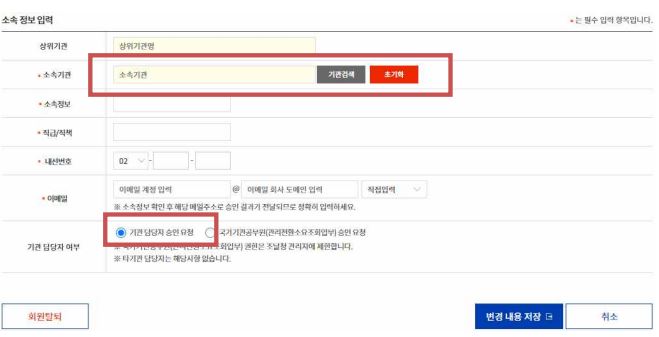 소속 정보 입력
• 는 필수 입력 항목입니다.
상위기관 상위기관명
• 소속기관 소속기관 기관검색 초기화
• 소속정보
• 직급/직책
• 내선번호 02 - -
• 이메일 이메일 계정 입력 @ 이메일 회사 도메인 입력 직접입력
※ 소속정보 확인 후 해당 메일주소로 승인 결과가 전달되므로 정확히 입력하세요.
기관 담당자 여부
기관 담당자 승인 요청 국가기관공무원(관리전환소요조회업무) 승인 요청
※ 국가기관공무원(관리전환소요조회업무) 권한은 조달청 관리자에 제한합니다.
※ 타기관 담당자는 해당사항 없습니다.
회원탈퇴 변경 내용 저장 취소